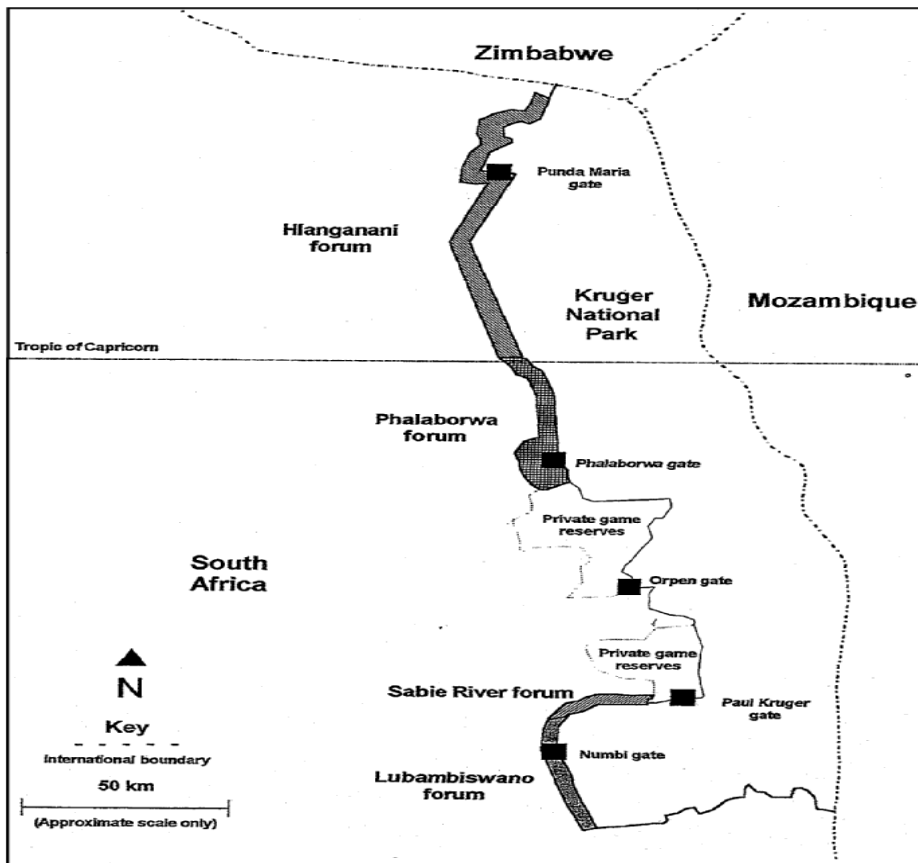 Zimbabwe
Punda Maria
gate
Hlanganani
forum
Kruger
National
Park
Mozambique
Tropic of Capricorn
Phalaborwa
forum
Phalaborwa gate
Private game
reserves
South
Africa
Orpen gate
Private game
reserves
N
Sabie River forum
Paul Kruger
gate
Key
International boundary
Numbi gate
50 km
Lubambiswano
forum
(Approximate scale only)